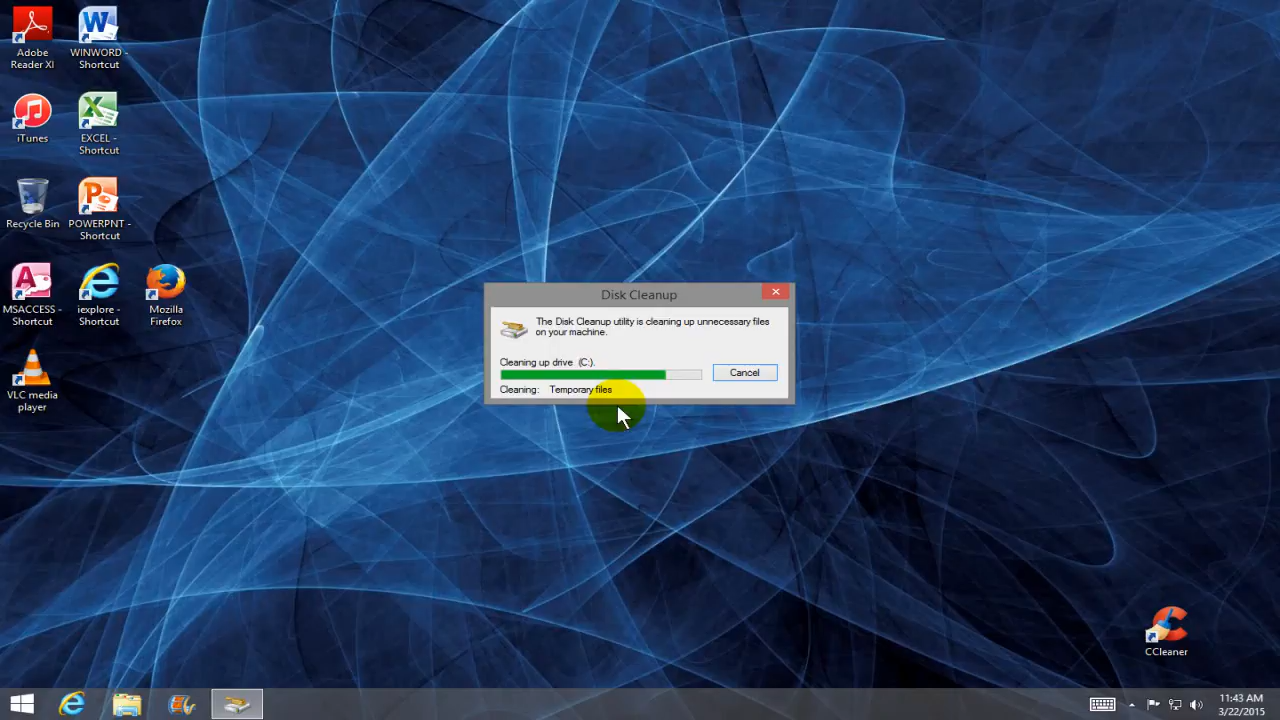 Adobe
Reader XI
WINWORD -
Shortcut
iTunes
EXCEL -
Shortcut
Recycle Bin
POWERPNT -
Shortcut
MSACCESS -
Shortcut
iexplore -
Shortcut
Mozilla
Firefox
VLC media
player
Disk Cleanup
The Disk Cleanup utility is cleaning up unnecessary files
on your machine.
Cleaning up drive (C:).
Cancel
Cleaning: Temporary files
CCleaner
11:43 AM
3/22/2015